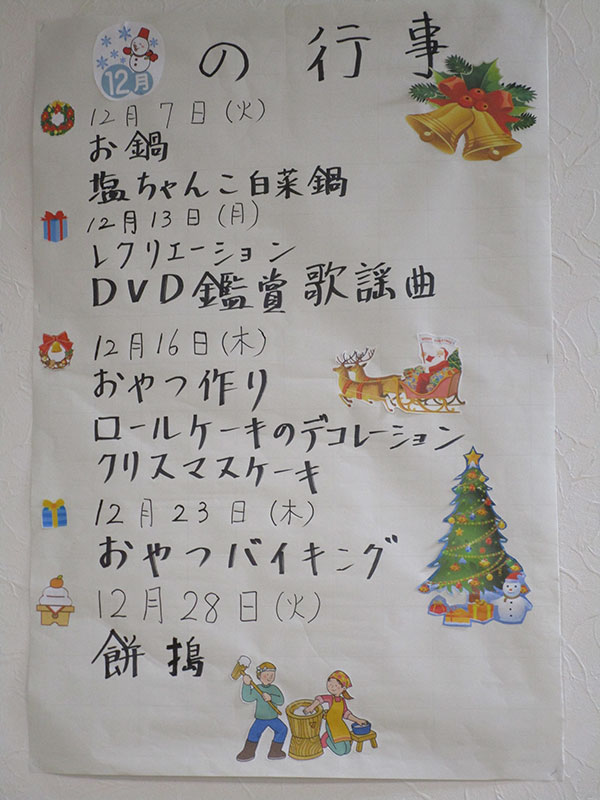 12月の行事
12月7日(火)
お鍋
塩ちゃんこ白菜鍋
12月13日(月)
レクリエーション
DVD鑑賞歌謡曲
12月16日(木)
おやつ作り
ロールケーキのデコレーション
クリスマスケーキ
12月23日(木)
おやつバイキング
12月28日(火)
餅搗